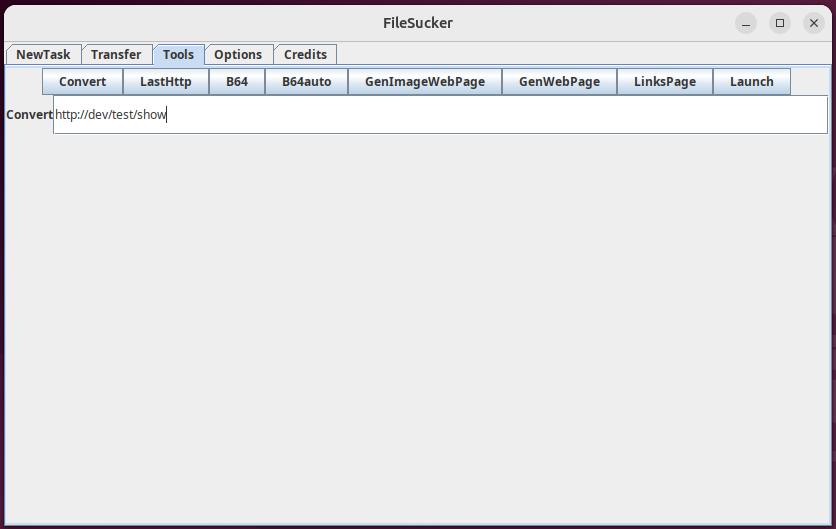 FileSucker
NewTask Transfer Tools Options Credits
Convert LastHttp B64 B64auto GenImageWebPage GenWebPage LinksPage Launch
Convert http://dev/test/show